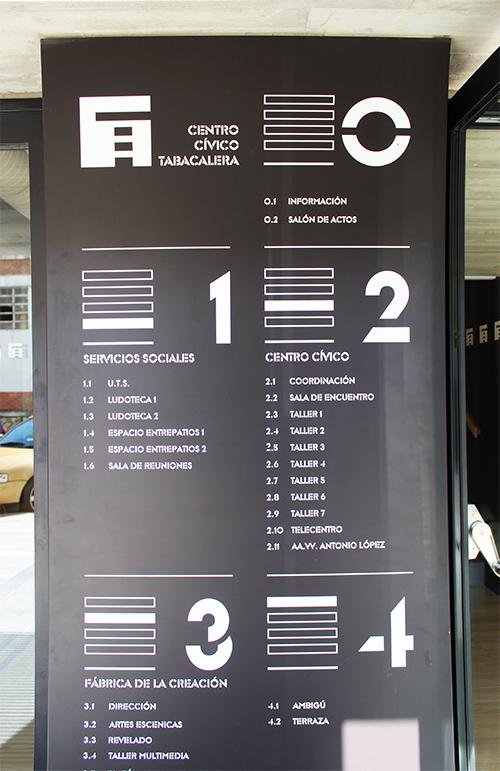 CENTRO
CÍVICO
TABACALERA
0
0.1 INFORMACIÓN
0.2 SALÓN DE ACTOS
1
SERVICIOS SOCIALES
1.1 U.T.S.
1.2 LUDOTECA 1
1.3 LUDOTECA 2
1.4 ESPACIO ENTREPATIOS 1
1.5 ESPACIO ENTREPATIOS 2
1.6 SALA DE REUNIONES
2
CENTRO CÍVICO
2.1 COORDINACIÓN
2.2 SALA DE ENCUENTRO
2.3 TALLER 1
2.4 TALLER 2
2.5 TALLER 3
2.6 TALLER 4
2.7 TALLER 5
2.8 TALLER 6
2.9 TALLER 7
2.10 TELECENTRO
2.11 AA.VV. ANTONIO LÓPEZ
3
FÁBRICA DE LA CREACIÓN
3.1 DIRECCIÓN
3.2 ARTES ESCENICAS
3.3 REVELADO
3.4 TALLER MULTIMEDIA
4
4.1 AMBIGÚ
4.2 TERRAZA